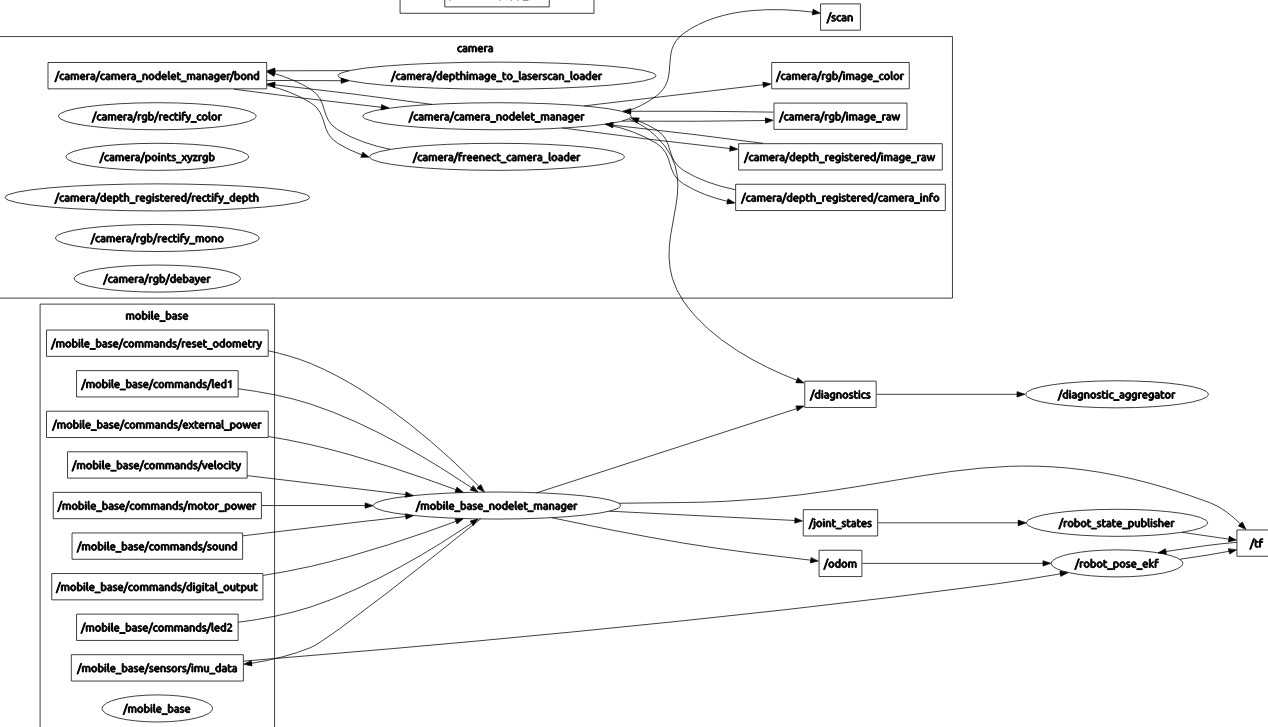 /scan
camera
/camera/camera_nodelet_manager/bond
/camera/depthimage_to_laserscan_loader
/camera/rgb/image_color
/camera/rgb/rectify_color
/camera/camera_nodelet_manager
/camera/rgb/image_raw
/camera/points_xyzrgb
/camera/freenect_camera_loader
/camera/depth_registered/image_raw
/camera/depth_registered/rectify_depth
/camera/depth_registered/camera_info
/camera/rgb/rectify_mono
/camera/rgb/debayer
mobile_base
/mobile_base/commands/reset_odometry
/mobile_base/commands/led1
/diagnostics
/diagnostic_aggregator
/mobile_base/commands/external_power
/mobile_base/commands/velocity
/mobile_base/commands/motor_power
/mobile_base_nodelet_manager
/joint_states
/robot_state_publisher
/mobile_base/commands/sound
/tf
/odom
/robot_pose_ekf
/mobile_base/commands/digital_output
/mobile_base/commands/led2
/mobile_base/sensors/imu_data
/mobile_base